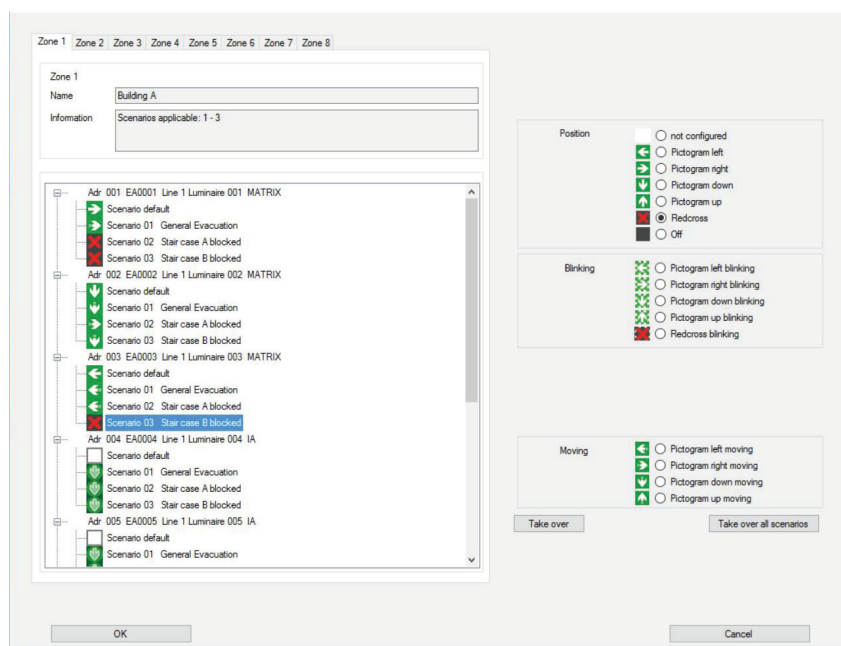 Zone 1 Zone 2 Zone 3 Zone 4 Zone 5 Zone 6 Zone 7 Zone 8
Zone 1
Name Building A
Information Scenarios applicable: 1 - 3
Adr 001 EA0001 Line 1 Luminaire 001 MATRIX
Scenario default
Scenario 01 General Evacuation
Scenario 02 Stair case A blocked
Scenario 03 Stair case B blocked
Adr 002 EA0002 Line 1 Luminaire 002 MATRIX
Scenario default
Scenario 01 General Evacuation
Scenario 02 Stair case A blocked
Scenario 03 Stair case B blocked
Adr 003 EA0003 Line 1 Luminaire 003 MATRIX
Scenario default
Scenario 01 General Evacuation
Scenario 02 Stair case A blocked
Scenario 03 Stair case B blocked
Adr 004 EA0004 Line 1 Luminaire 004 IA
Scenario default
Scenario 01 General Evacuation
Scenario 02 Stair case A blocked
Scenario 03 Stair case B blocked
Adr 005 EA0005 Line 1 Luminaire 005 IA
Scenario default
Scenario 01 General Evacuation
Position
not configured
Pictogram left
Pictogram right
Pictogram down
Pictogram up
Redcross
Off
Blinking
Pictogram left blinking
Pictogram right blinking
Pictogram down blinking
Pictogram up blinking
Redcross blinking
Moving
Pictogram left moving
Pictogram right moving
Pictogram down moving
Pictogram up moving
Take over Take over all scenarios
OK Cancel